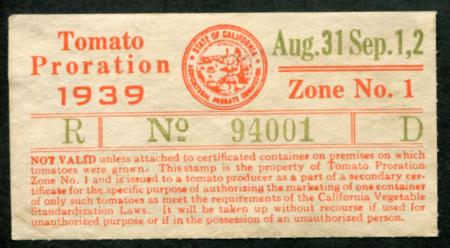 Tomato
Proration
1939
STATE OF CALIFORNIA
AGRICULTURAL PRORATE COMMISSION
Aug. 31 Sep. 1, 2
Zone No. 1
R No 94001 D
NOT VALID unless attached to certificated container on premises on which
tomatoes were grown. This stamp is the property of Tomato Proration
Zone No. 1 and is issued to a tomato producer as part of a secondary cer-
tificate for the specific purpose of authorizing the marketing of one container
of only such tomatoes as meet the requirements of the California Vegetable
Standardization Laws. It will be taken up without recourse if used for
unauthorized purpose or if in the possession of an unauthorized person.